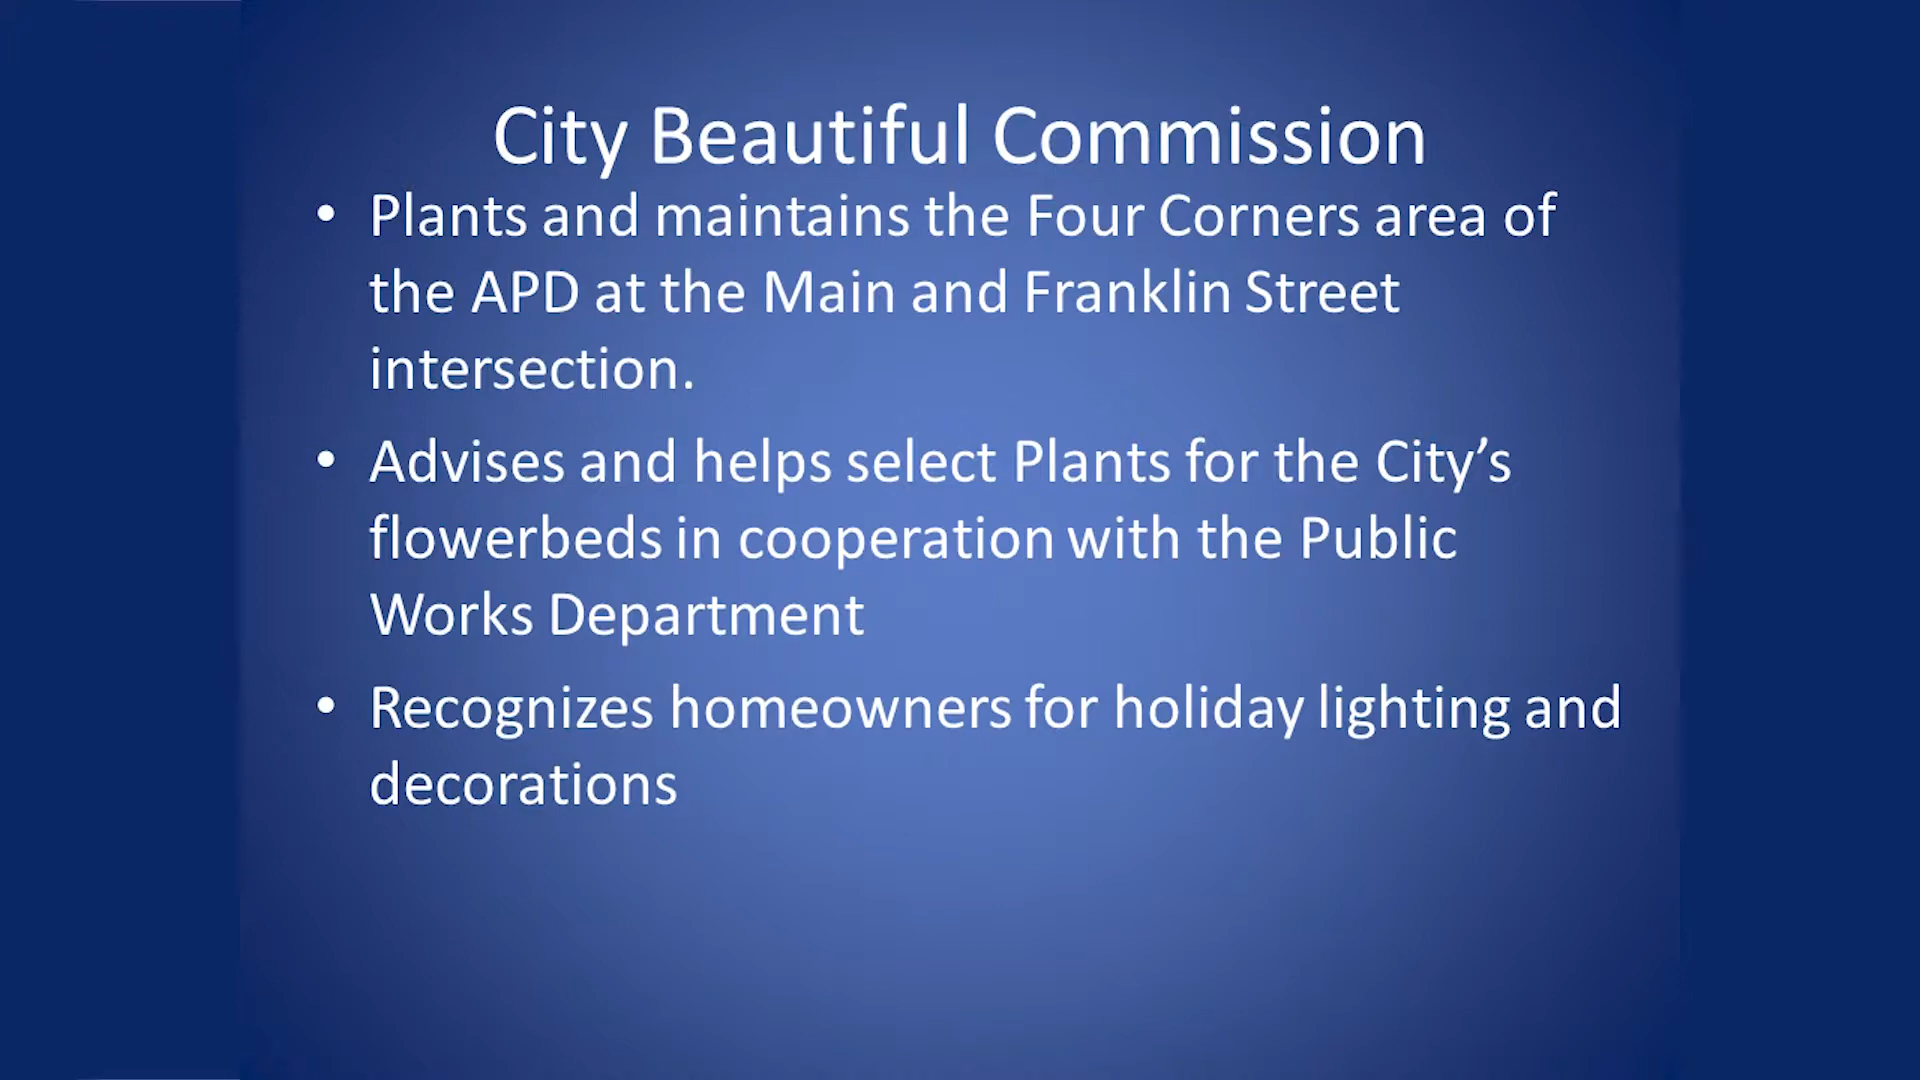 City Beautiful Commission
• Plants and maintains the Four Corners area of
the APD at the Main and Franklin Street
intersection.
• Advises and helps select Plants for the City’s
flowerbeds in cooperation with the Public
Works Department
• Recognizes homeowners for holiday lighting and
decorations